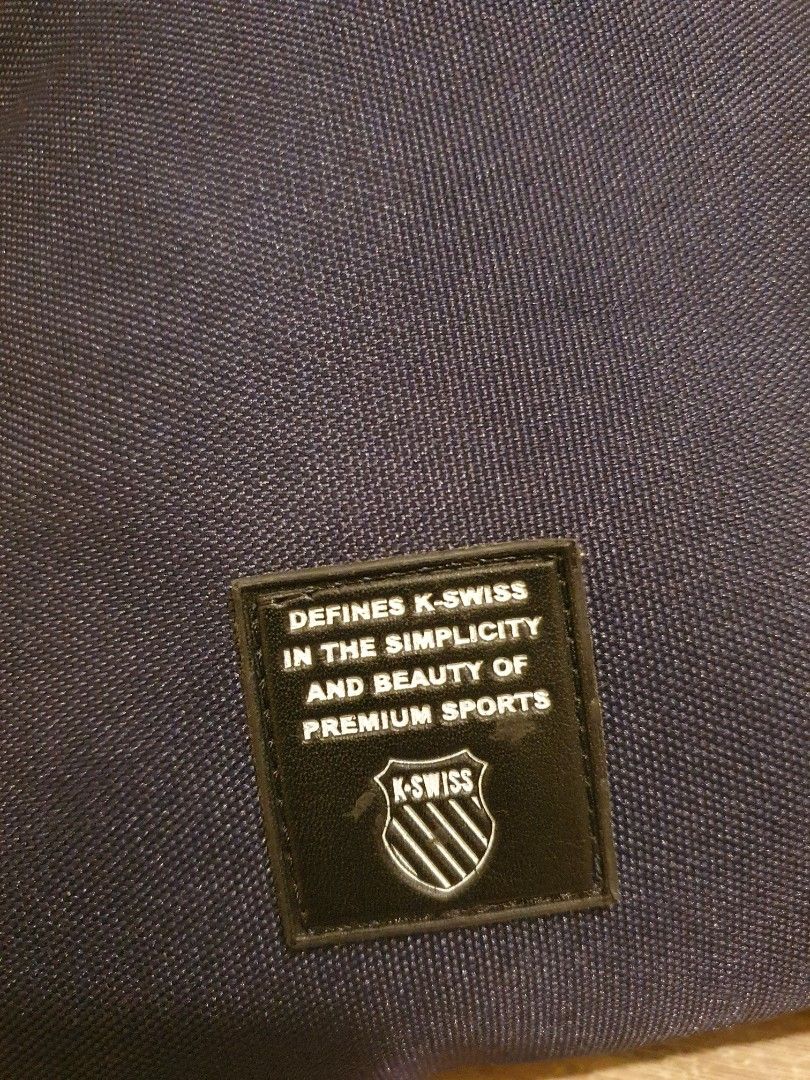 DEFINES K-SWISS
IN THE SIMPLICITY
AND BEAUTY OF
PREMIUM SPORTS
K•SWISS